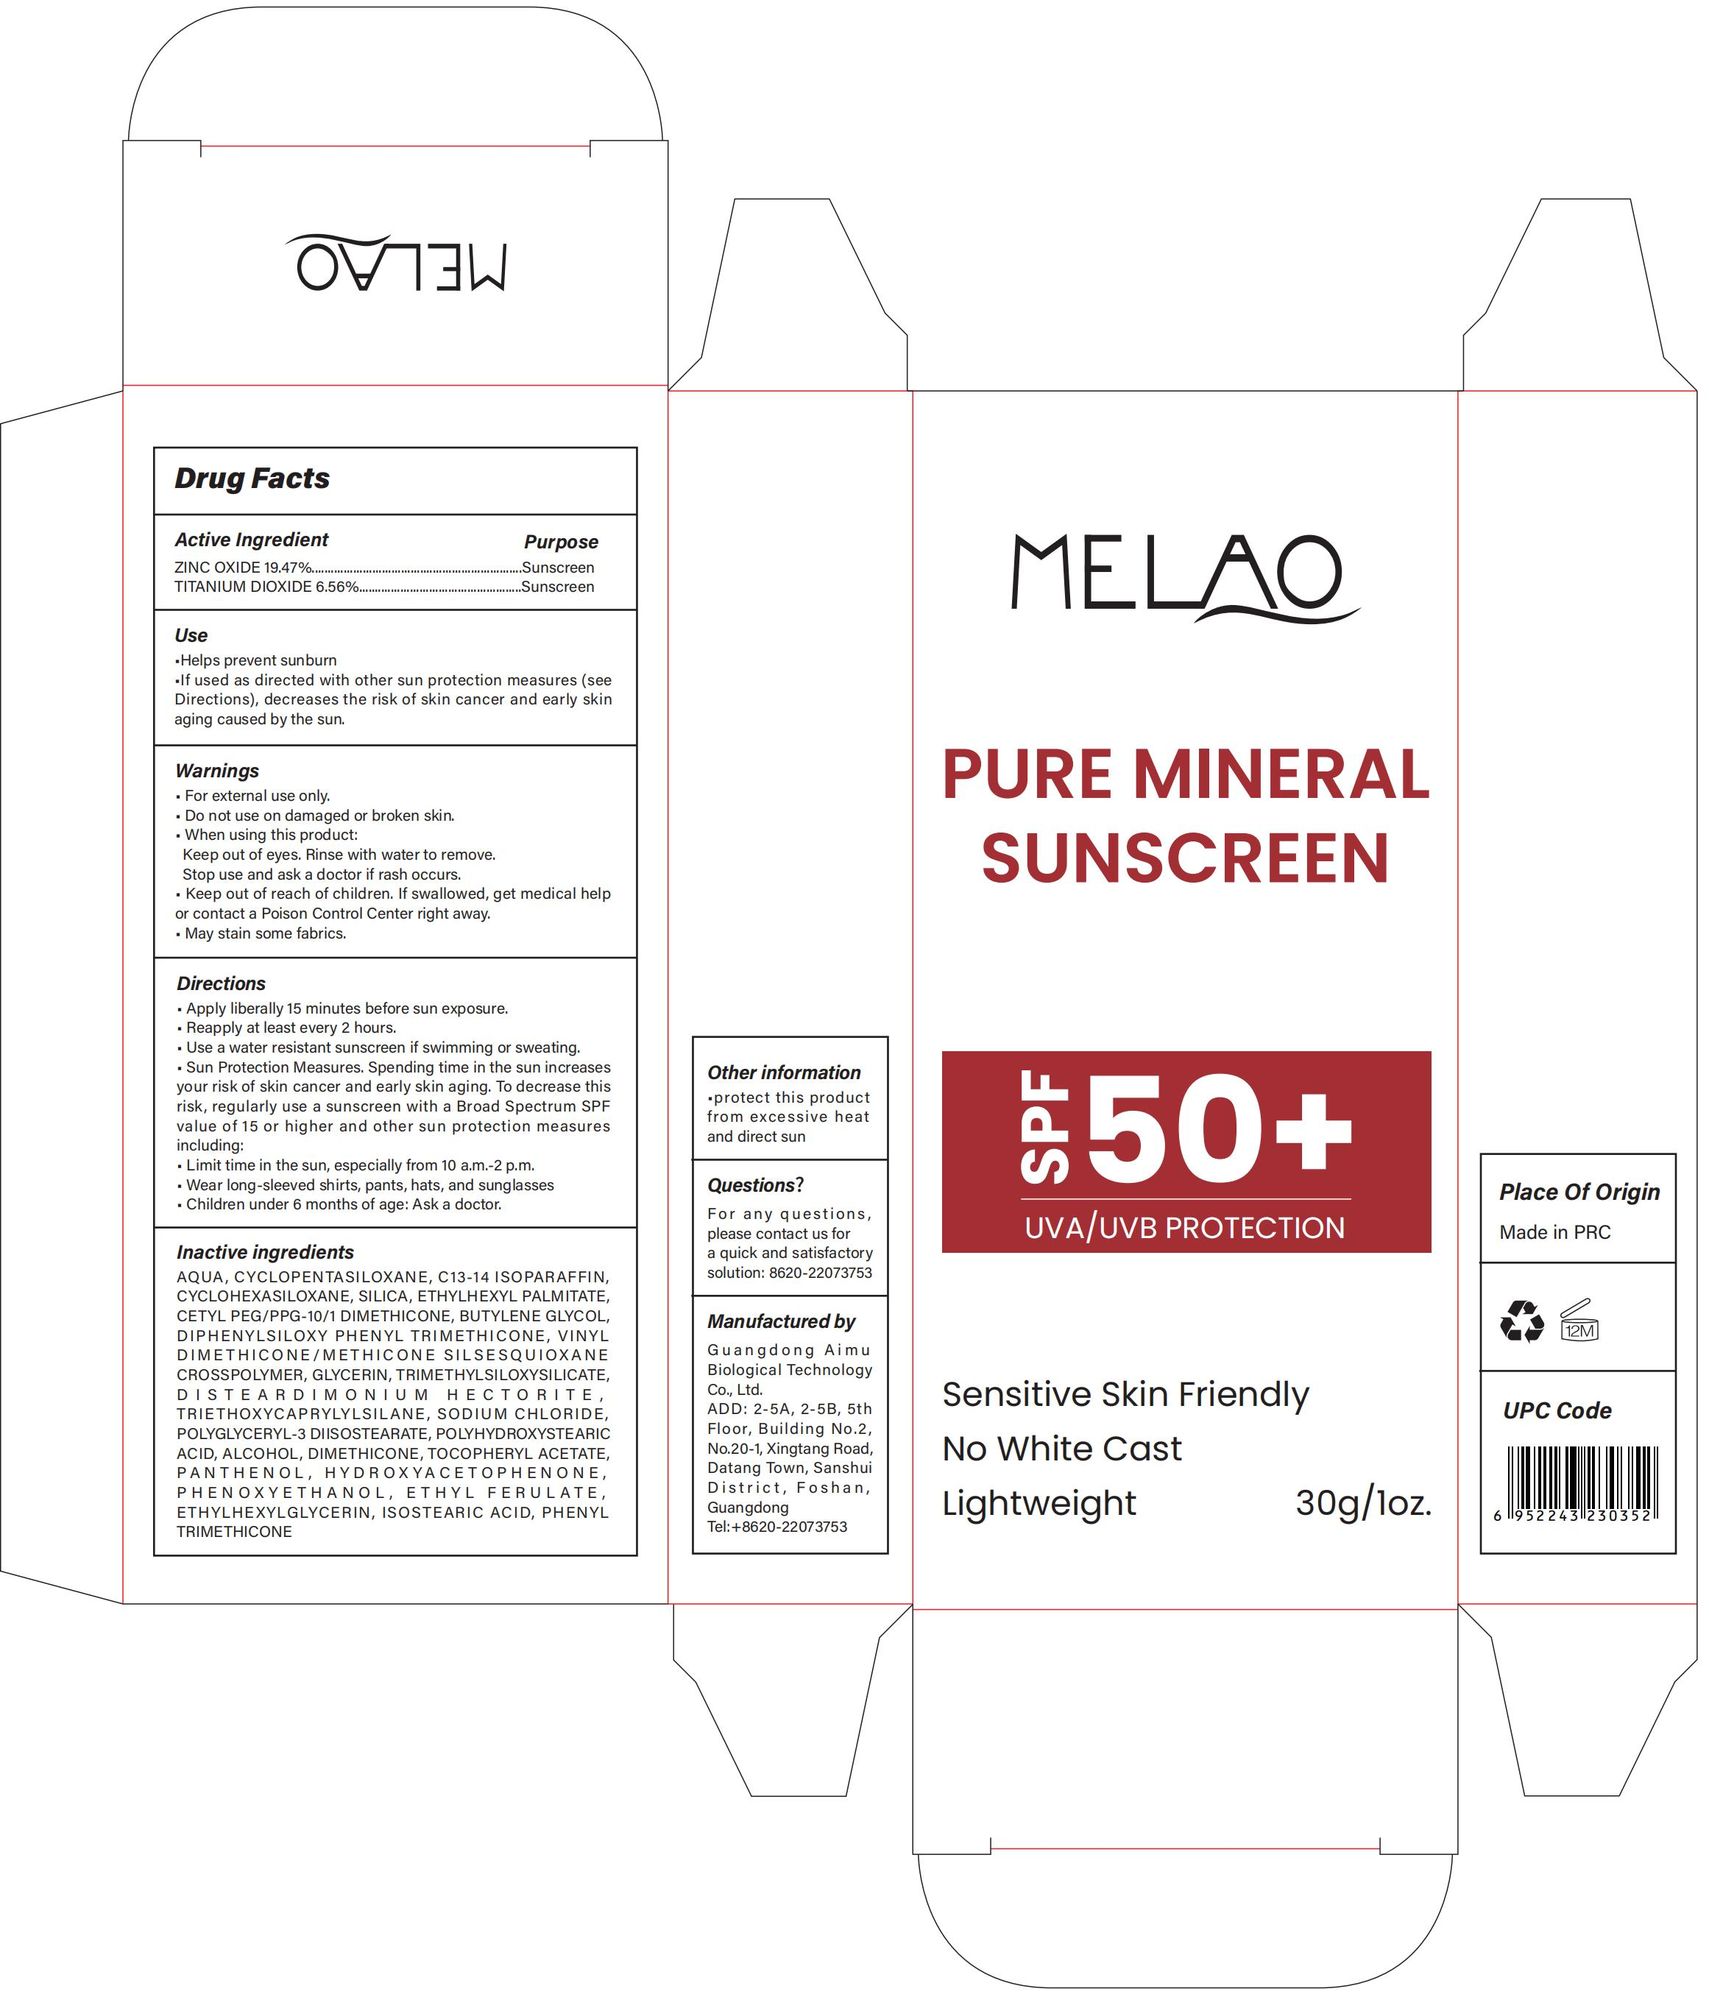 MELAO
Drug Facts
Active Ingredient Purpose
ZINC OXIDE 19.47%......................................................Sunscreen
TITANIUM DIOXIDE 6.56%..........................................Sunscreen
Use
▪Helps prevent sunburn
▪If used as directed with other sun protection measures (see
Directions), decreases the risk of skin cancer and early skin
aging caused by the sun.
Warnings
▪ For external use only.
▪ Do not use on damaged or broken skin.
▪ When using this product:
Keep out of eyes. Rinse with water to remove.
Stop use and ask a doctor if rash occurs.
▪ Keep out of reach of children. If swallowed, get medical help
or contact a Poison Control Center right away.
▪ May stain some fabrics.
Directions
▪ Apply liberally 15 minutes before sun exposure.
▪ Reapply at least every 2 hours.
▪ Use a water resistant sunscreen if swimming or sweating.
▪ Sun Protection Measures. Spending time in the sun increases
your risk of skin cancer and early skin aging. To decrease this
risk, regularly use a sunscreen with a Broad Spectrum SPF
value of 15 or higher and other sun protection measures
including:
▪ Limit time in the sun, especially from 10 a.m.-2 p.m.
▪ Wear long-sleeved shirts, pants, hats, and sunglasses
▪ Children under 6 months of age: Ask a doctor.
Inactive ingredients
AQUA, CYCLOPENTASILOXANE, C13-14 ISOPARAFFIN,
CYCLOHEXASILOXANE, SILICA, ETHYLHEXYL PALMITATE,
CETYL PEG/PPG-10/1 DIMETHICONE, BUTYLENE GLYCOL,
DIPHENYLSILOXY PHENYL TRIMETHICONE, VINYL
DIMETHICONE/METHICONE SILSESQUIOXANE
CROSSPOLYMER, GLYCERIN, TRIMETHYLSILOXYSILICATE,
DISTEARDIMONIUM HECTORITE,
TRIETHOXYCAPRYLYLSILANE, SODIUM CHLORIDE,
POLYGLYCERYL-3 DIISOSTEARATE, POLYHYDROXYSTEARIC
ACID, ALCOHOL, DIMETHICONE, TOCOPHERYL ACETATE,
PANTHENOL, HYDROXYACETOPHENONE,
PHENOXYETHANOL, ETHYL FERULATE,
ETHYLHEXYLGLYCERIN, ISOSTEARIC ACID, PHENYL
TRIMETHICONE
Other information
▪protect this product
from excessive heat
and direct sun
Questions?
For any questions,
please contact us for
a quick and satisfactory
solution: 8620-22073753
Manufactured by
Guangdong Aimu
Biological Technology
Co., Ltd.
ADD: 2-5A, 2-5B, 5th
Floor, Building No.2,
No.20-1, Xingtang Road,
Datang Town, Sanshui
District, Foshan,
Guangdong
Tel:+8620-22073753
MELAO
PURE MINERAL
SUNSCREEN
SPF 50+
UVA/UVB PROTECTION
Sensitive Skin Friendly
No White Cast
Lightweight 30g/1oz.
Place Of Origin
Made in PRC
12M
UPC Code
6 952243 230352